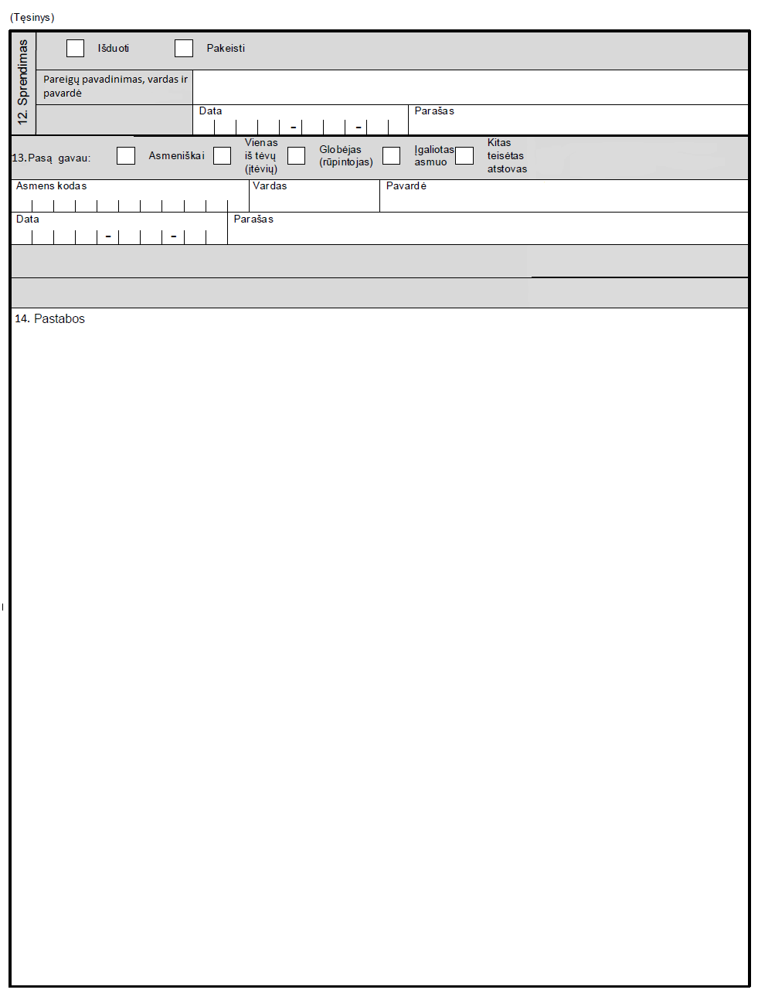 (Tęsinys)
12. Sprendimas
Išduoti
Pakeisti
Pareigų pavadinimas, vardas ir
pavardė
Data
- -
Parašas
13.Pasą gavau:
Asmeniškai
Vienas
iš tėvų
(įtėvių)
Globėjas
(rūpintojas)
Įgaliotas
asmuo
Kitas
teisėtas
atstovas
Asmens kodas
Vardas
Pavardė
Data
- -
Parašas
14. Pastabos